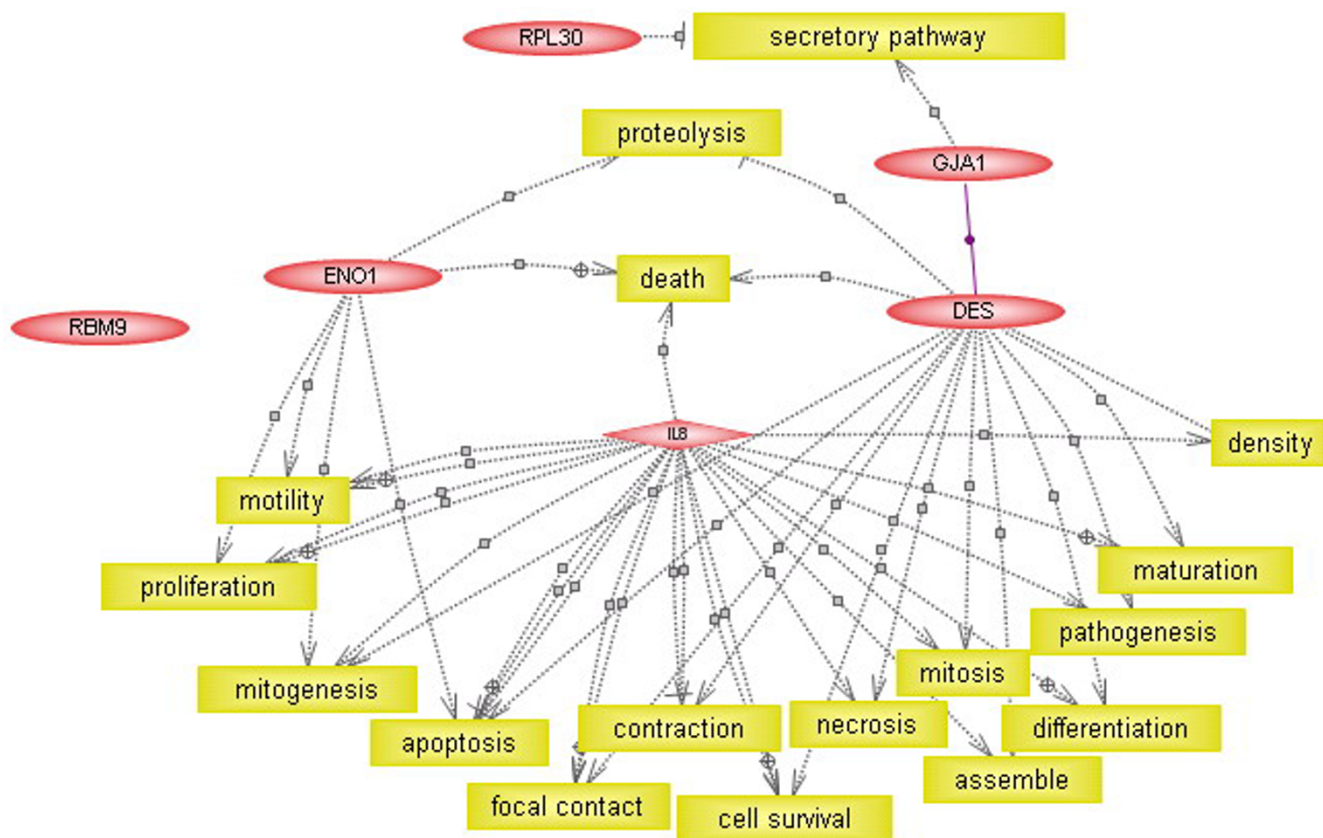 RPL30
secretory pathway
proteolysis
GJA1
ENO1
death
DES
RBM9
IL8
density
motility
proliferation
maturation
pathogenesis
mitogenesis
mitosis
apoptosis
contraction
necrosis
differentiation
assemble
focal contact
cell survival